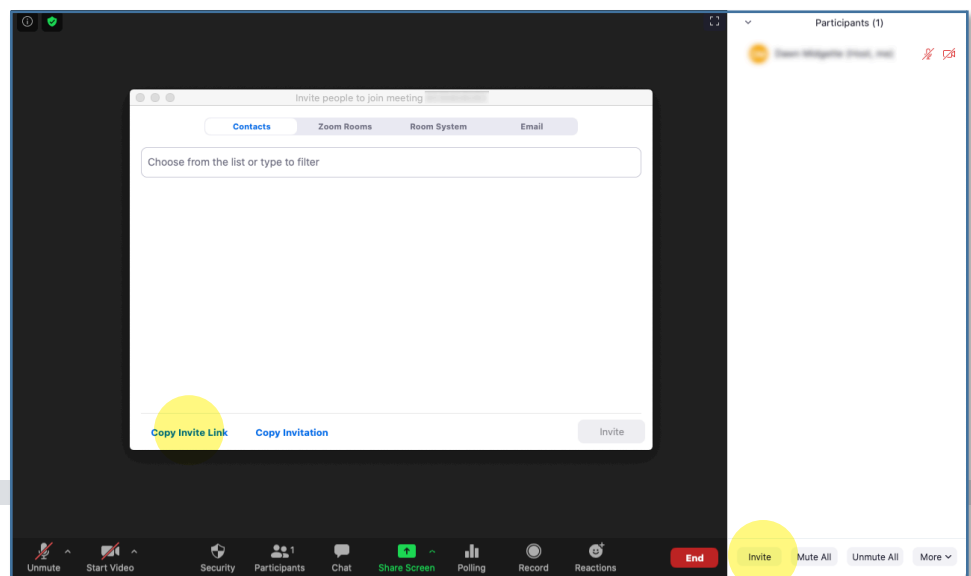 Participants (1)
Invite people to join meeting
Contacts Zoom Rooms Room System Email
Choose from the list or type to filter
Copy Invite Link Copy Invitation Invite
1
Unmute Start Video Security Participants Chat Share Screen Polling Record Reactions End
Invite Mute All Unmute All More